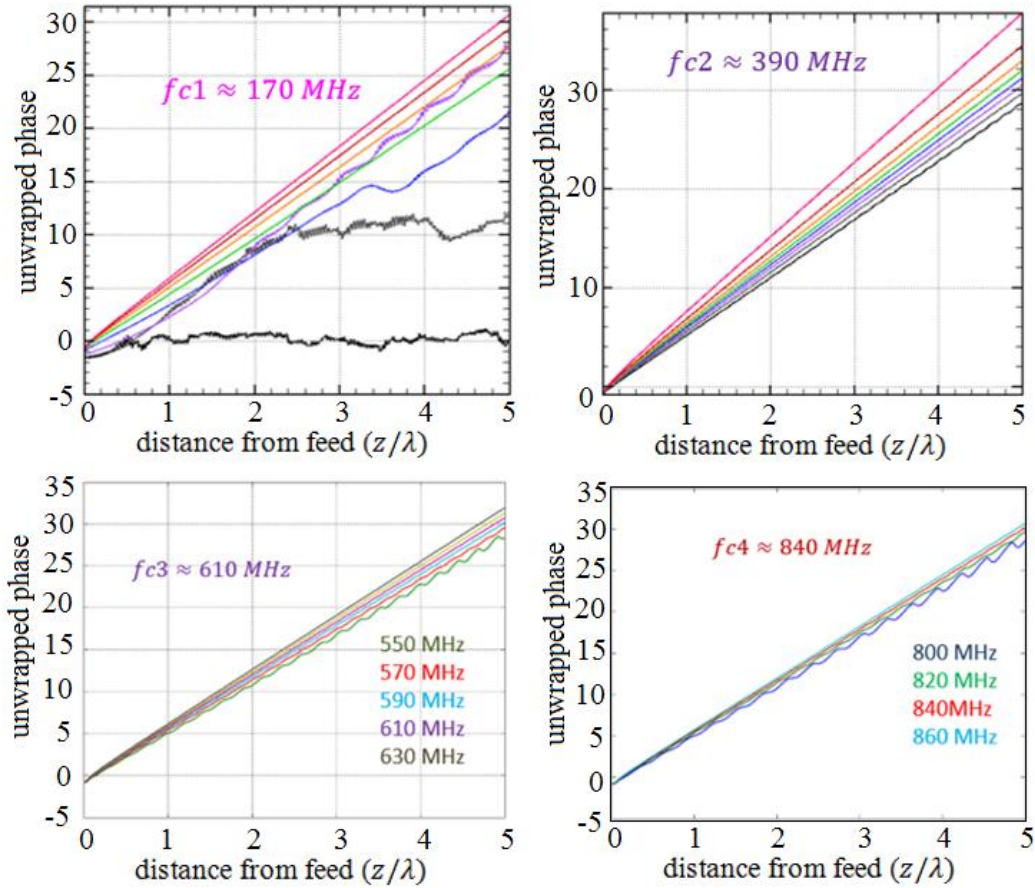 unwrapped phase
30
25
20
15
10
5
0
-5
fc1 ≈ 170 MHz
0 1 2 3 4 5
distance from feed (z/λ)
unwrapped phase
30
20
10
0
fc2 ≈ 390 MHz
0 1 2 3 4 5
distance from feed (z/λ)
unwrapped phase
35
30
25
20
15
10
5
0
-5
fc3 ≈ 610 MHz
550 MHz
570 MHz
590 MHz
610 MHz
630 MHz
0 1 2 3 4 5
distance from feed (z/λ)
unwrapped phase
35
30
25
20
15
10
5
0
-5
fc4 ≈ 840 MHz
800 MHz
820 MHz
840MHz
860 MHz
0 1 2 3 4 5
distance from feed (z/λ)